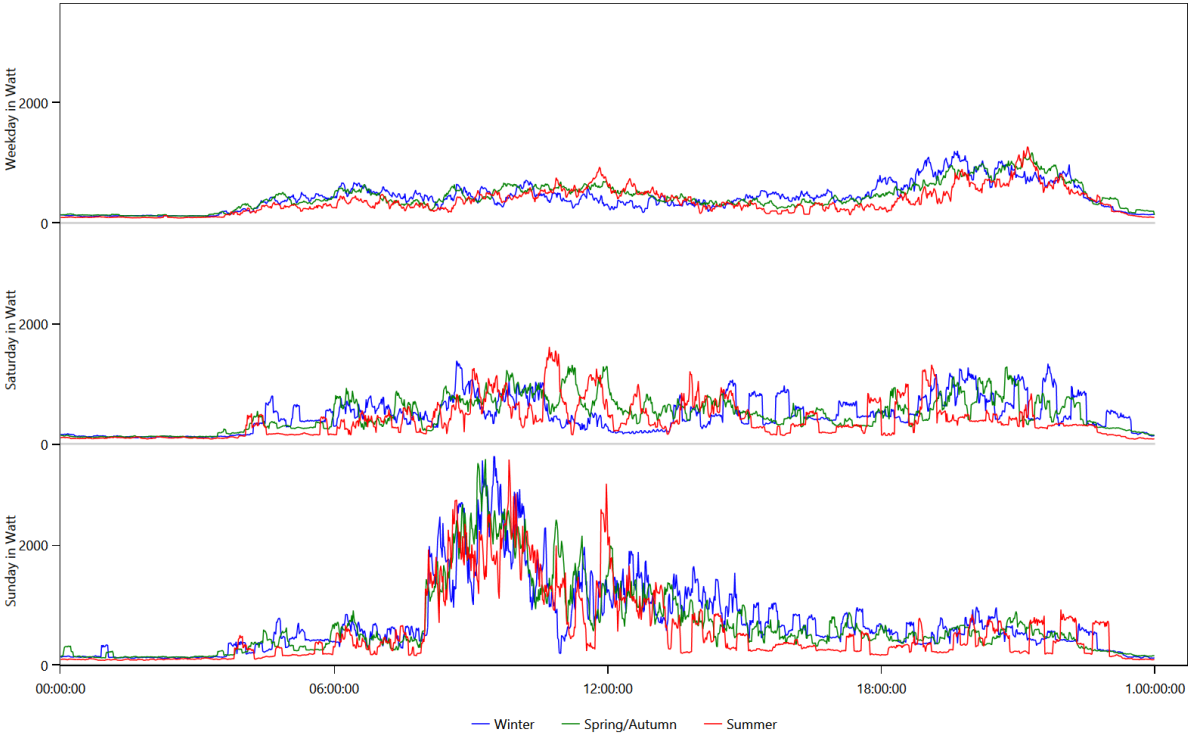 Weekday in Watt
2000
0
Saturday in Watt
2000
0
Sunday in Watt
2000
0
00:00:00 06:00:00 12:00:00 18:00:00 1.00:00:00
Winter Spring/Autumn Summer